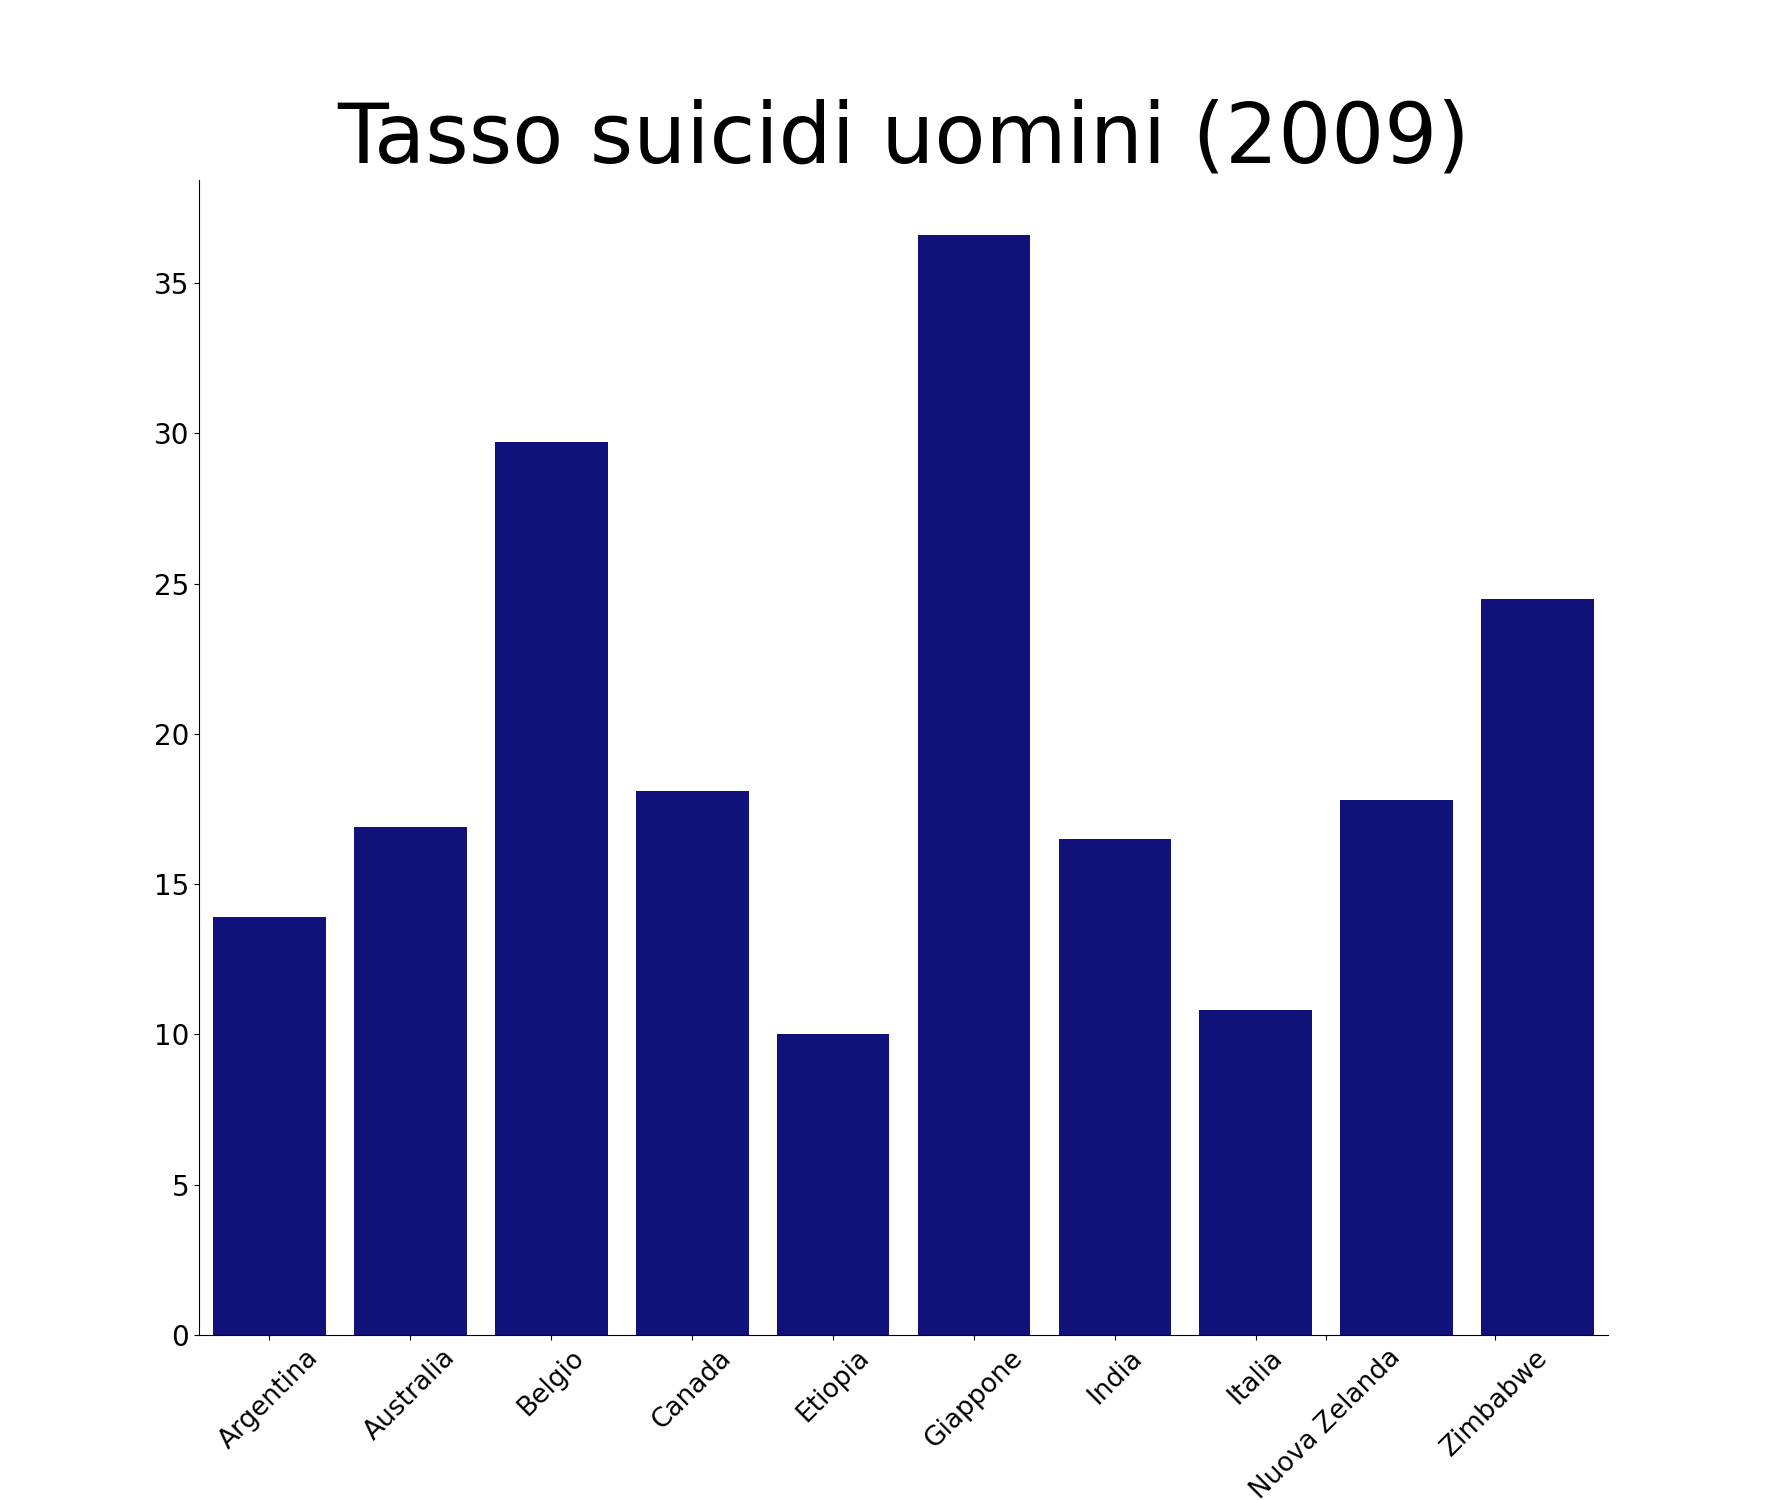 Tasso suicidi uomini (2009)
35
30
25
20
15
10
5
0
Argentina
Australia
Belgio
Canada
Etiopia
Giappone
India
Italia
Nuova Zelanda
Zimbabwe